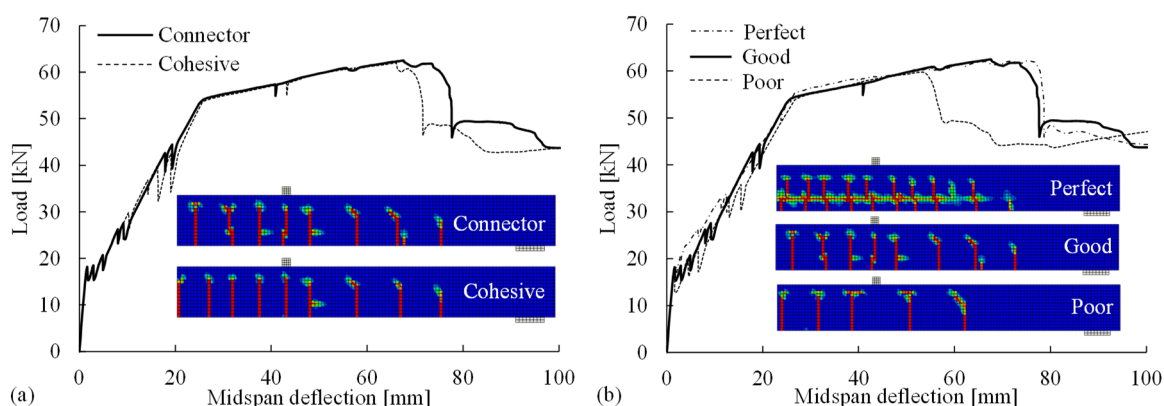 70
60
50
40
30
20
10
0
Load [kN]
Connector
Cohesive
Connector
Cohesive
0 20 40 60 80 100
Midspan deflection [mm]
(a)
70
60
50
40
30
20
10
0
Load [kN]
Perfect
Good
Poor
Perfect
Good
Poor
0 20 40 60 80 100
Midspan deflection [mm]
(b)